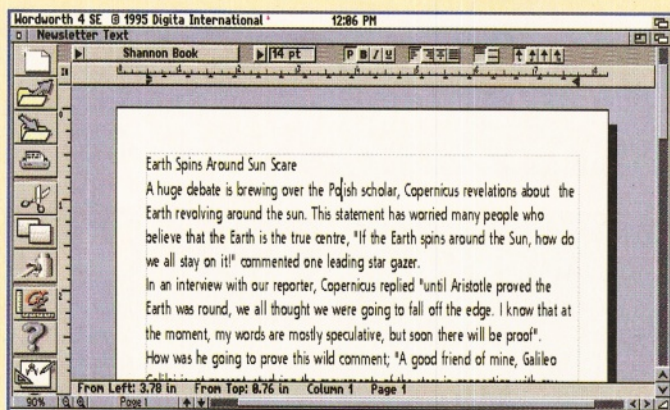 Wordworth 4 SE © 1995 Digita International 12:06 PM
Newsletter Text
Shannon Book 14 pt P B I U
Earth Spins Around Sun Scare
A huge debate is brewing over the Polish scholar, Copernicus revelations about the
Earth revolving around the sun. This statement has worried many people who
believe that the Earth is the true centre, "If the Earth spins around the Sun, how do
we all stay on it!" commented one leading star gazer.
In an interview with our reporter, Copernicus replied "until Aristotle proved the
Earth was round, we all thought we were going to fall off the edge. I know that at
the moment, my words are mostly speculative, but soon there will be proof".
How was he going to prove this wild comment; "A good friend of mine, Galileo
From Left: 3.78 in From Top: 0.76 in Column 1 Page 1
90% Page 1